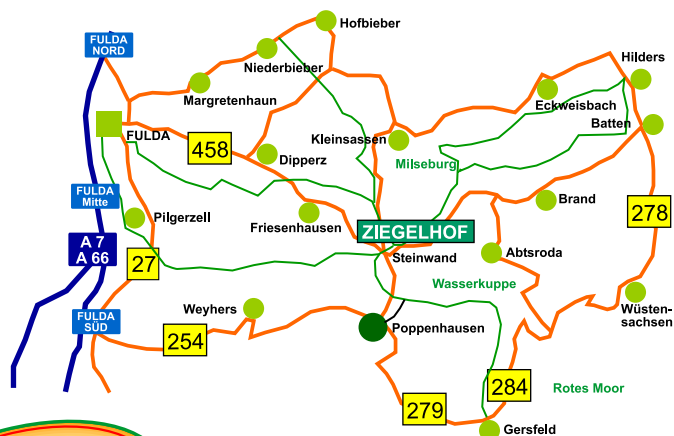 Hofbieber
FULDA
NORD
Niederbieber
Hilders
Margretenhaun
Eckweisbach
Batten
FULDA
458
Kleinsassen
Dipperz
Milseburg
FULDA
Mitte
Brand
278
Pilgerzell
Friesenhausen
ZIEGELHOF
A 7
A 66
27
Steinwand
Abtsroda
Wasserkuppe
Weyhers
Wüsten-
sachsen
FULDA
SÜD
254
Poppenhausen
284
Rotes Moor
279
Gersfeld